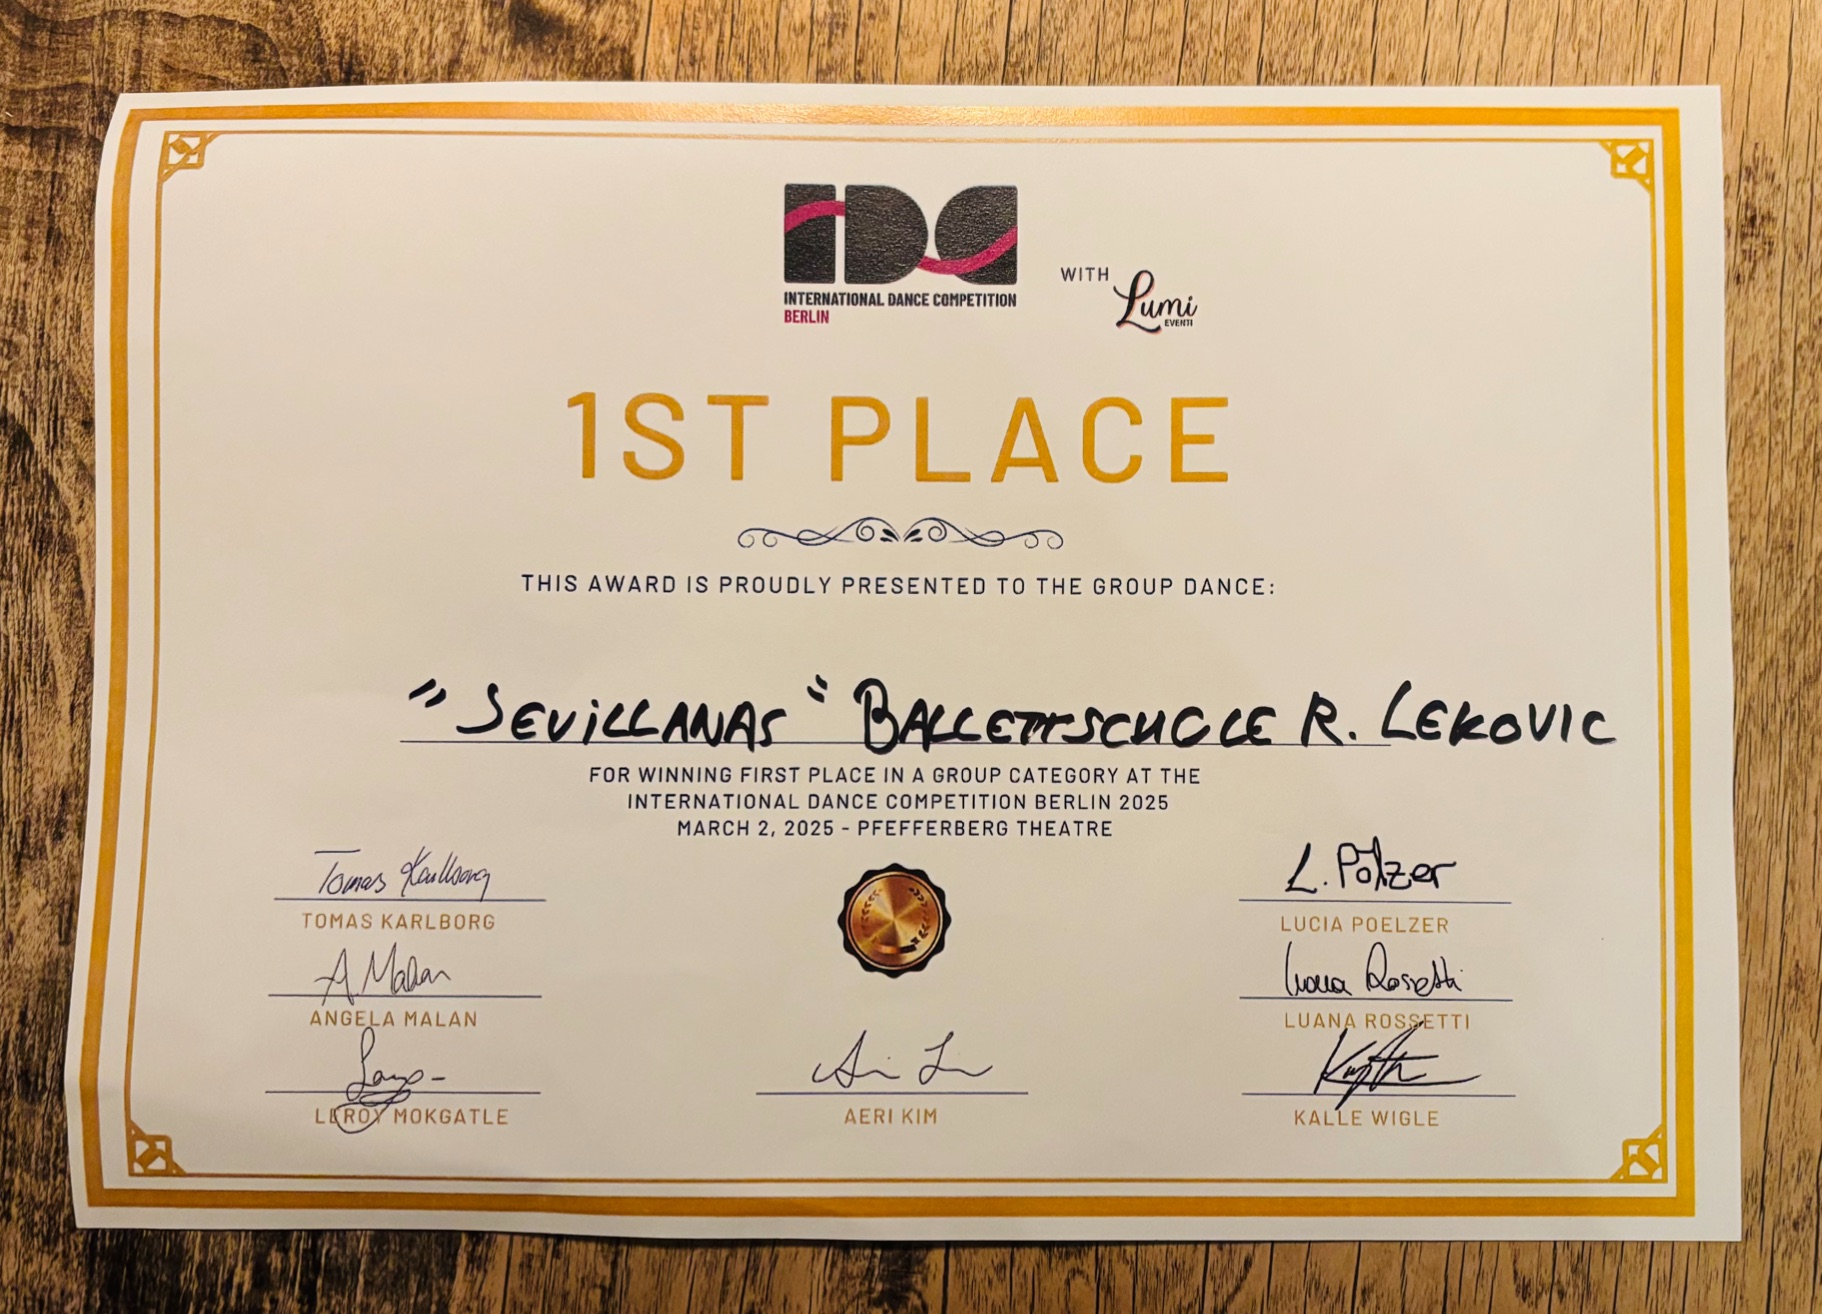 IDC
INTERNATIONAL DANCE COMPETITION
BERLIN
WITH Lumi
EVENTI
1ST PLACE
THIS AWARD IS PROUDLY PRESENTED TO THE GROUP DANCE:
"SEVILLANAS" BALLETTSCHULE R. LEKOVIC
FOR WINNING FIRST PLACE IN A GROUP CATEGORY AT THE
INTERNATIONAL DANCE COMPETITION BERLIN 2025
MARCH 2, 2025 - PFEFFERBERG THEATRE
Tomas Karlborg
TOMAS KARLBORG
L. Pölzer
LUCIA POELZER
A. Malan
ANGELA MALAN
Luana Rossetti
LUANA ROSSETTI
LEROY MOKGATLE
AERI KIM
KALLE WIGLE